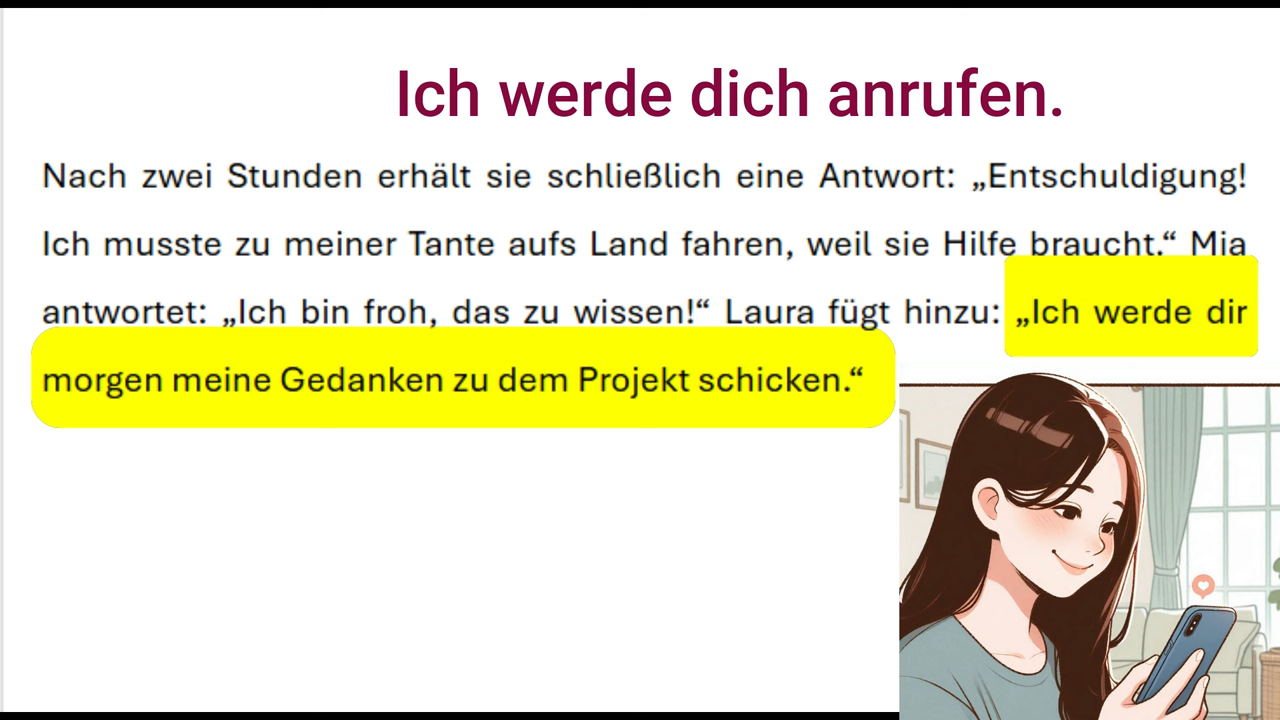 Ich werde dich anrufen.
Nach zwei Stunden erhält sie schließlich eine Antwort: „Entschuldigung!
Ich musste zu meiner Tante aufs Land fahren, weil sie Hilfe braucht.“ Mia
antwortet: „Ich bin froh, das zu wissen!“ Laura fügt hinzu: „Ich werde dir
morgen meine Gedanken zu dem Projekt schicken.“